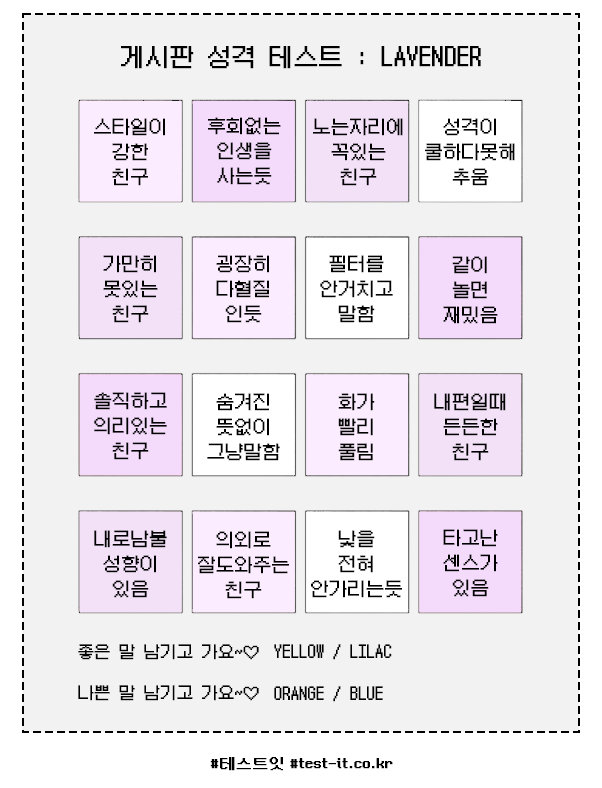 게시판 성격 테스트 : LAVENDER
스타일이
강한
친구
후회없는
인생을
사는듯
노는자리에
꼭있는
친구
성격이
쿨하다못해
추움
가만히
못있는
친구
굉장히
다혈질
인듯
필터를
안거치고
말함
같이
놀면
재밌음
솔직하고
의리있는
친구
숨겨진
뜻없이
그냥말함
화가
빨리
풀림
내편일때
든든한
친구
내로남불
성향이
있음
의외로
잘도와주는
친구
낯을
전혀
안가리는듯
타고난
센스가
있음
좋은 말 남기고 가요~♡ YELLOW / LILAC
나쁜 말 남기고 가요~♡ ORANGE / BLUE
#테스트잇 #test-it.co.kr